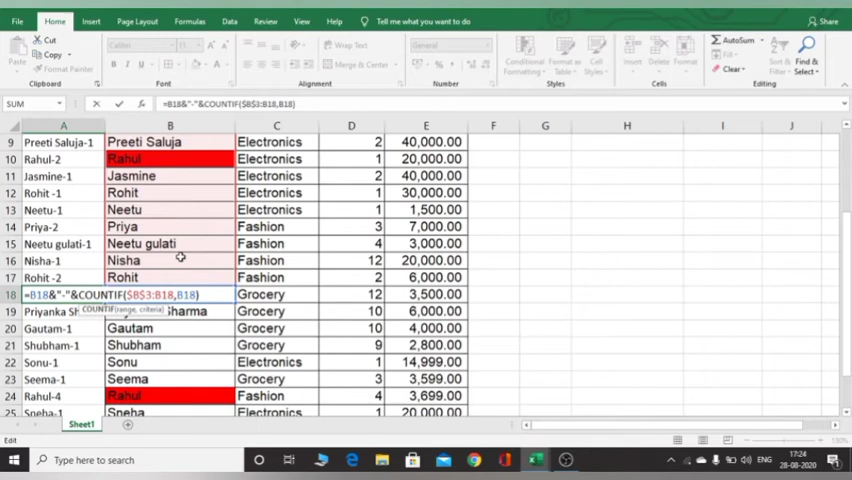 File Home Insert Page Layout Formulas Data Review View Help Tell me what you want to do Share
Cut
Copy
Format Painter
Paste
Clipboard
Calibri 11
B I U
Font
Wrap Text
Merge & Center
Alignment
General
Number
Conditional Formatting
Format as Table
Cell Styles
Styles
Insert Delete Format
Cells
AutoSum
Fill
Clear
Sort & Filter
Find & Select
Editing
SUM =B18&"-"&COUNTIF($B$3:B18,B18)
A B C D E F G H I J
9 Preeti Saluja-1 Preeti Saluja Electronics 2 40,000.00
10 Rahul-2 Rahul Electronics 1 20,000.00
11 Jasmine-1 Jasmine Electronics 2 40,000.00
12 Rohit -1 Rohit Electronics 1 30,000.00
13 Neetu-1 Neetu Electronics 1 1,500.00
14 Priya-2 Priya Fashion 3 7,000.00
15 Neetu gulati-1 Neetu gulati Fashion 4 3,000.00
16 Nisha-1 Nisha Fashion 12 20,000.00
17 Rohit -2 Rohit Fashion 2 6,000.00
18 =B18&"-"&COUNTIF($B$3:B18,B18) Grocery 12 3,500.00
COUNTIF(range, criteria)
19 Priyanka Sh Sharma Grocery 10 6,000.00
20 Gautam-1 Gautam Grocery 10 4,000.00
21 Shubham-1 Shubham Grocery 9 2,800.00
22 Sonu-1 Sonu Electronics 1 14,999.00
23 Seema-1 Seema Grocery 3 3,599.00
24 Rahul-4 Rahul Fashion 4 3,699.00
25 Sneha-1 Sneha Electronics 1 20,000.00
Sheet1
Edit 130%
Type here to search
ENG
17:24
28-08-2020